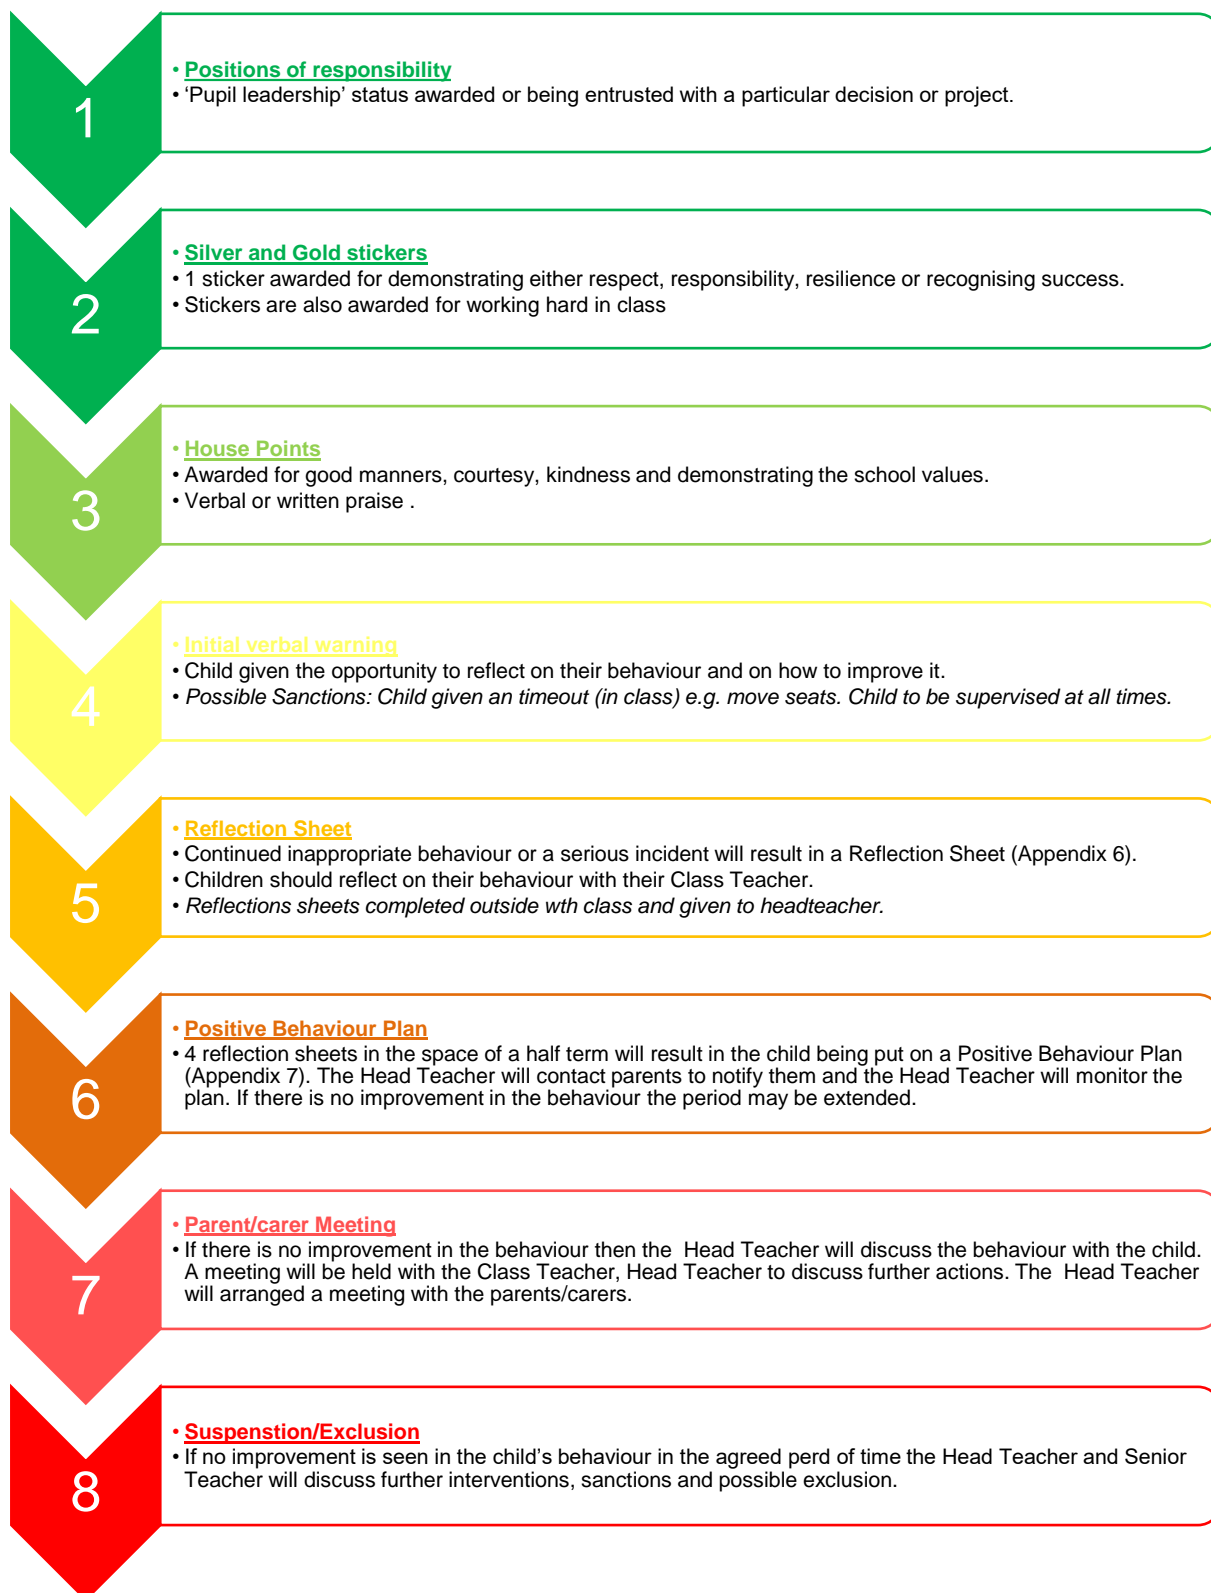 1
• Positions of responsibility
• ‘Pupil leadership’ status awarded or being entrusted with a particular decision or project.
2
• Silver and Gold stickers
• 1 sticker awarded for demonstrating either respect, responsibility, resilience or recognising success.
• Stickers are also awarded for working hard in class
3
• House Points
• Awarded for good manners, courtesy, kindness and demonstrating the school values.
• Verbal or written praise .
4
• Initial verbal warning
• Child given the opportunity to reflect on their behaviour and on how to improve it.
• Possible Sanctions: Child given an timeout (in class) e.g. move seats. Child to be supervised at all times.
5
• Reflection Sheet
• Continued inappropriate behaviour or a serious incident will result in a Reflection Sheet (Appendix 6).
• Children should reflect on their behaviour with their Class Teacher.
• Reflections sheets completed outside wth class and given to headteacher.
6
• Positive Behaviour Plan
• 4 reflection sheets in the space of a half term will result in the child being put on a Positive Behaviour Plan
(Appendix 7). The Head Teacher will contact parents to notify them and the Head Teacher will monitor the
plan. If there is no improvement in the behaviour the period may be extended.
7
• Parent/carer Meeting
• If there is no improvement in the behaviour then the  Head Teacher will discuss the behaviour with the child.
A meeting will be held with the Class Teacher, Head Teacher to discuss further actions. The  Head Teacher
will arranged a meeting with the parents/carers.
8
• Suspenstion/Exclusion
• If no improvement is seen in the child’s behaviour in the agreed perd of time the Head Teacher and Senior
Teacher will discuss further interventions, sanctions and possible exclusion.